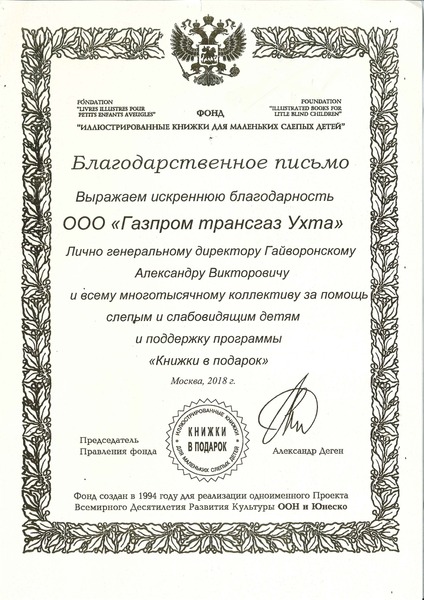 FÓNDATION
"LIVRES ILLUSTRES POUR
PETITS ENFANTS AVEUGLES"
FOUNDATION
"ILLUSTRATED BOOKS FOR
LITLE BLIND CHILDREN"
ФОНД
"ИЛЛЮСТРИРОВАННЫЕ КНИЖКИ ДЛЯ МАЛЕНЬКИХ СЛЕПЫХ ДЕТЕЙ"
Благодарственное письмо
Выражаем искреннюю благодарность
ООО «Газпром трансгаз Ухта»
Лично генеральному директору Гайворонскому
Александру Викторовичу
и всему многотысячному коллективу за помощь
слепым и слабовидящим детям
и поддержку программы
«Книжки в подарок»
Москва, 2018 г.
Председатель
Правления фонда
ИЛЛЮСТРИРОВАННЫЕ КНИЖКИ
КНИЖКИ
В ПОДАРОК
ДЛЯ МАЛЕНЬКИХ СЛЕПЫХ ДЕТЕЙ
Александр Деген
Фонд создан в 1994 году для реализации одноименного Проекта
Всемирного Десятилетия Развития Культуры ООН и Юнеско